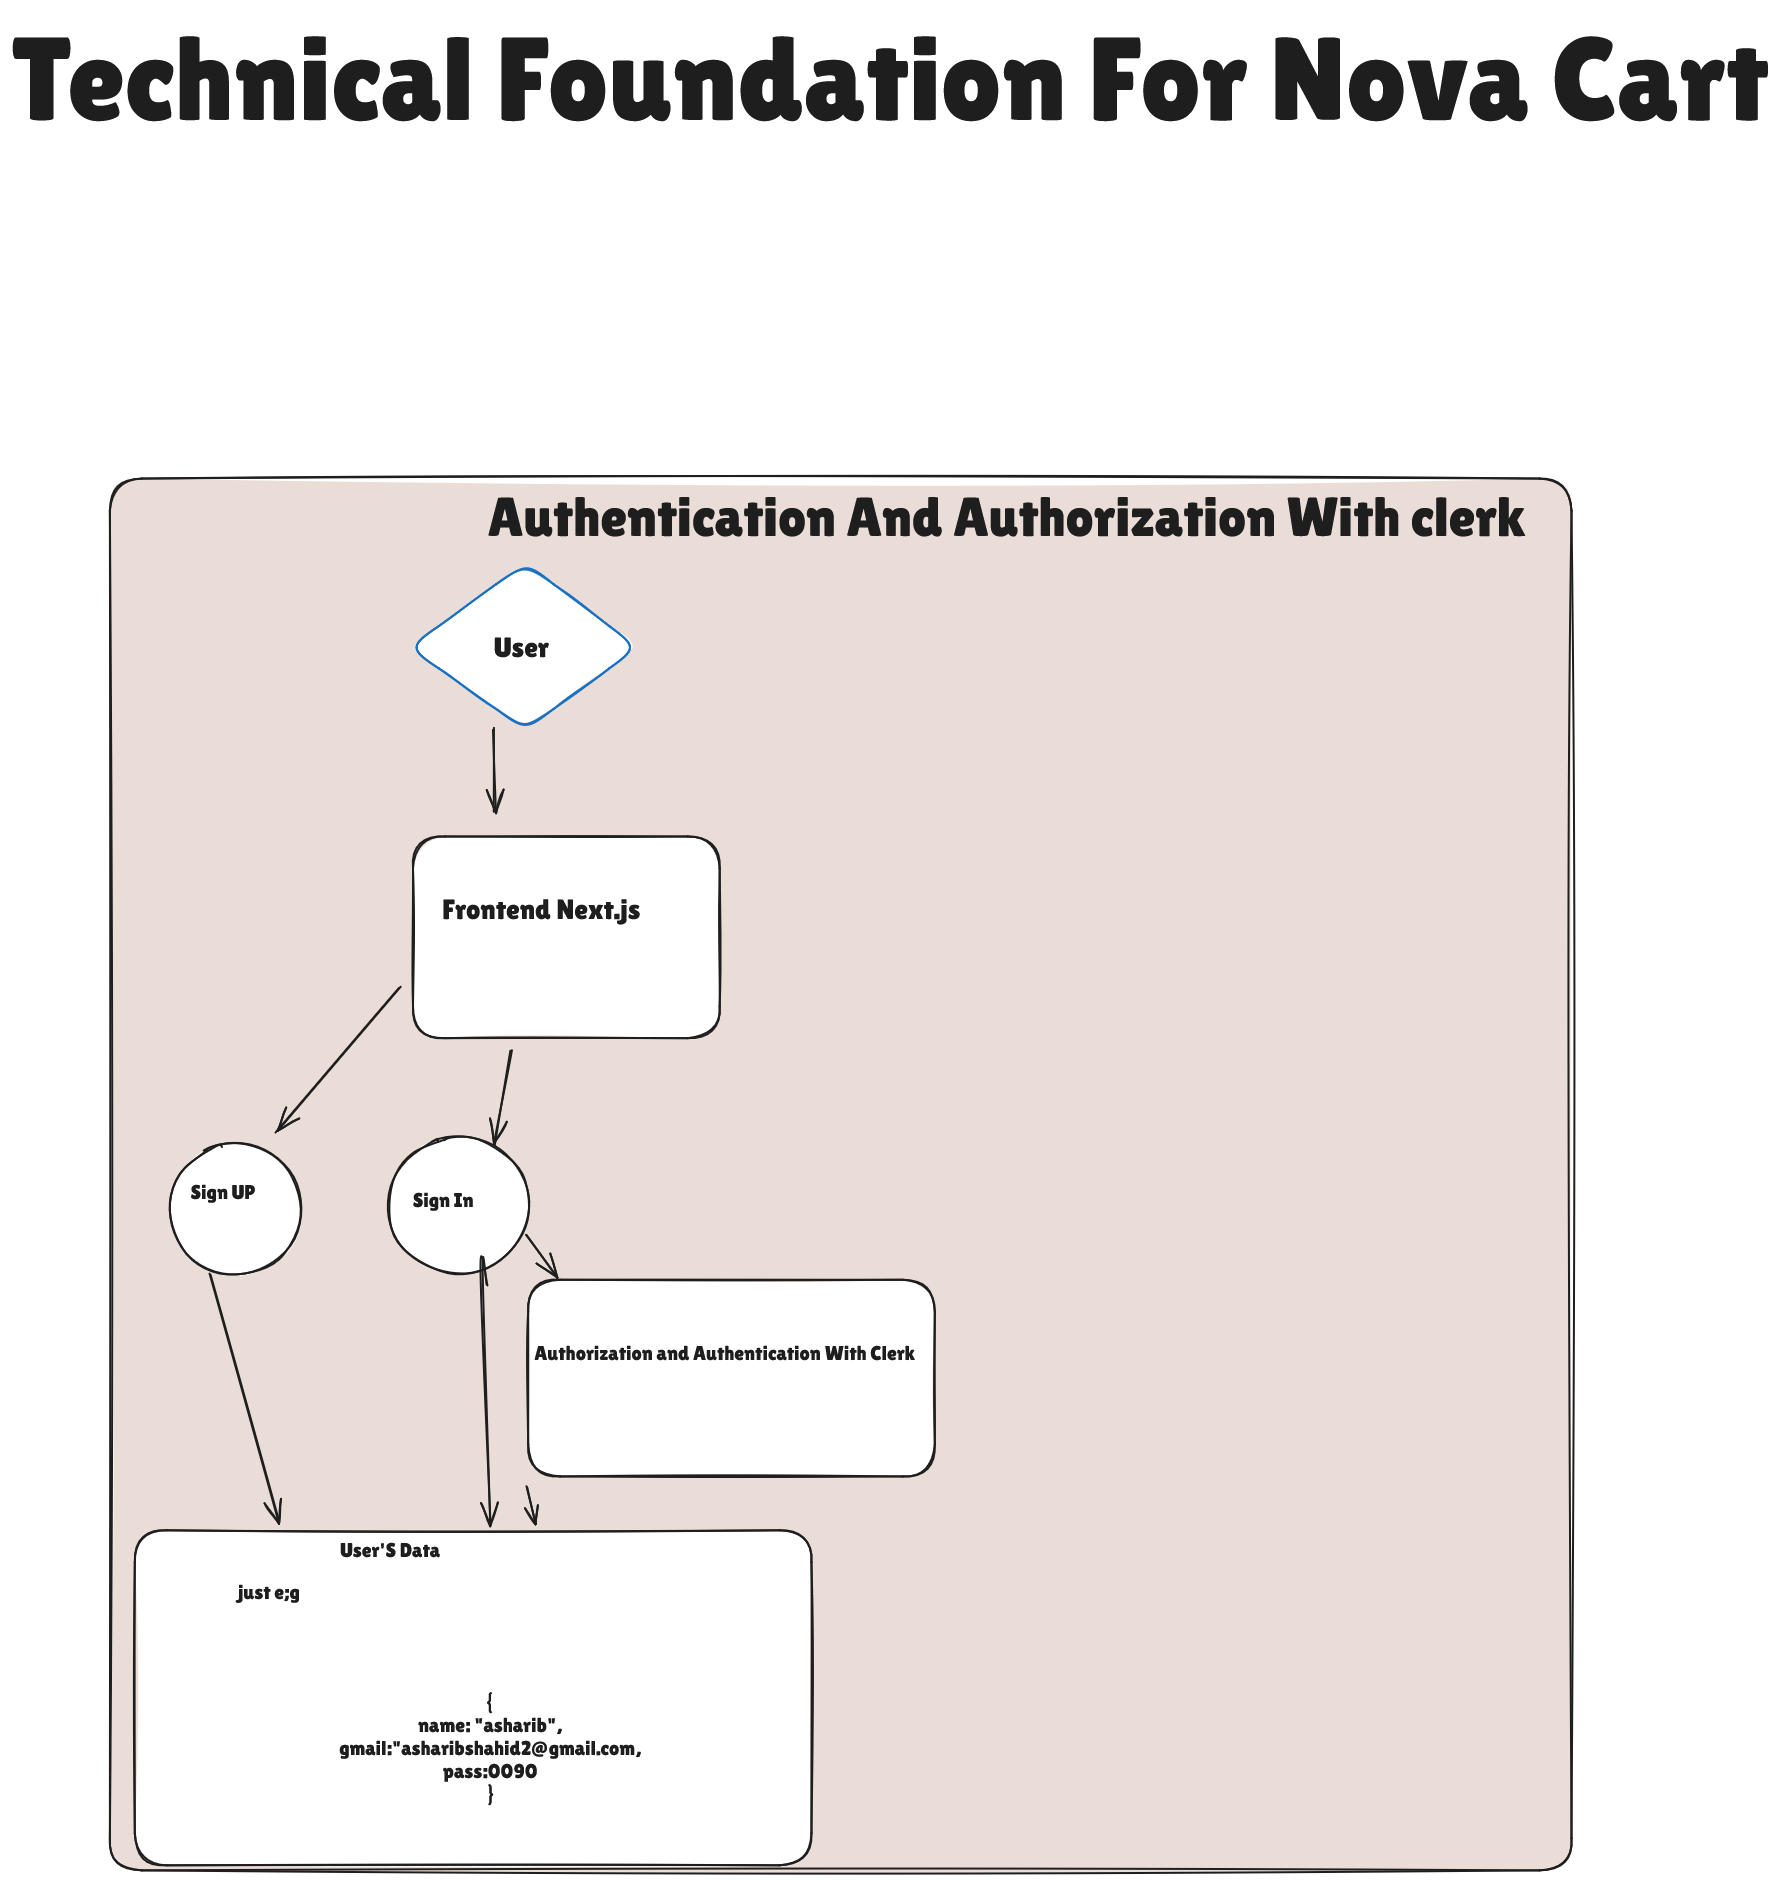 Technical Foundation For Nova Cart
Authentication And Authorization With clerk
User
Frontend Next.js
Sign UP
Sign In
Authorization and Authentication With Clerk
User'S Data
just e;g
{
name: "asharib",
gmail:"asharibshahid2@gmail.com,
pass:0090
}